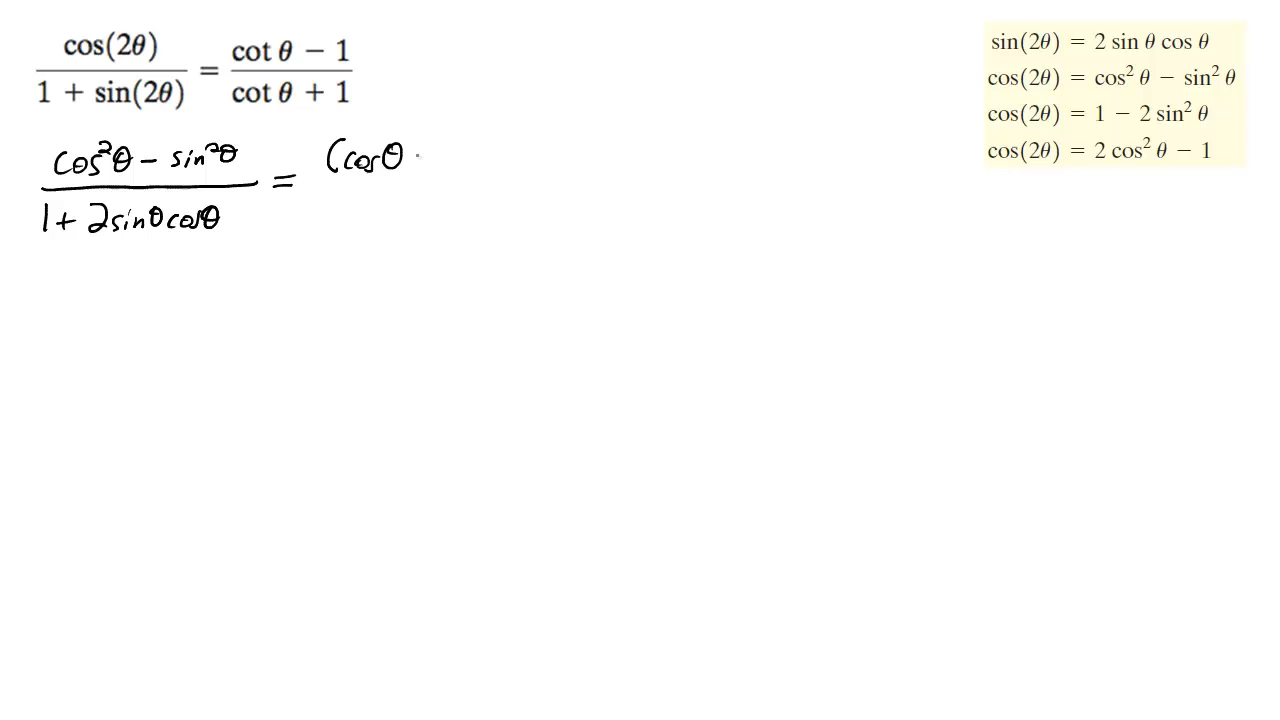 cos(2θ) / (1 + sin(2θ)) = (cot θ − 1) / (cot θ + 1)
(cos²θ − sin²θ) / (1 + 2sinθcosθ) = (cosθ
sin(2θ) = 2 sin θ cos θ
cos(2θ) = cos² θ − sin² θ
cos(2θ) = 1 − 2 sin² θ
cos(2θ) = 2 cos² θ − 1